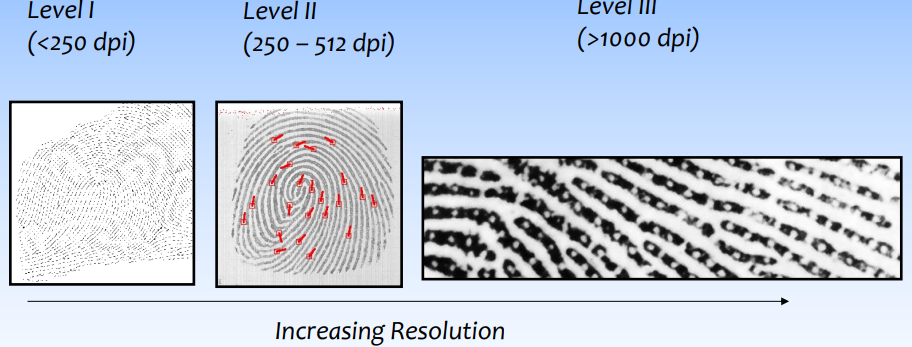 Level I
(<250 dpi)
Level II
(250 – 512 dpi)
Level III
(>1000 dpi)
Increasing Resolution